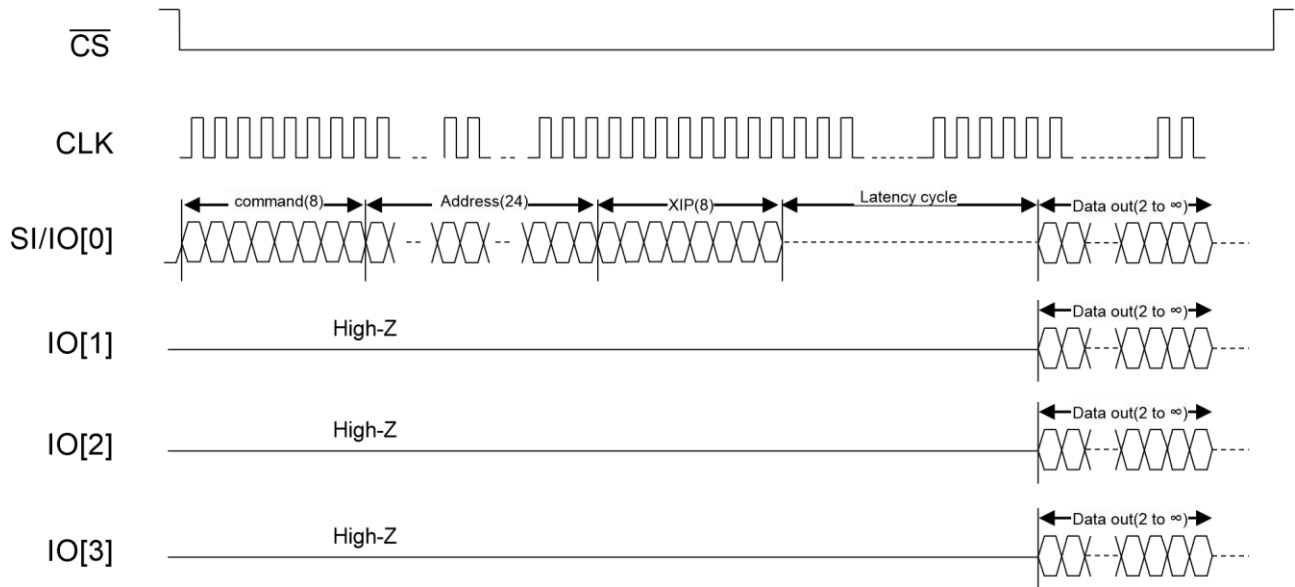 CS
CLK
command(8) Address(24) XIP(8) Latency cycle Data out(2 to ∞)
SI/IO[0]
Data out(2 to ∞)
High-Z
IO[1]
Data out(2 to ∞)
High-Z
IO[2]
Data out(2 to ∞)
High-Z
IO[3]